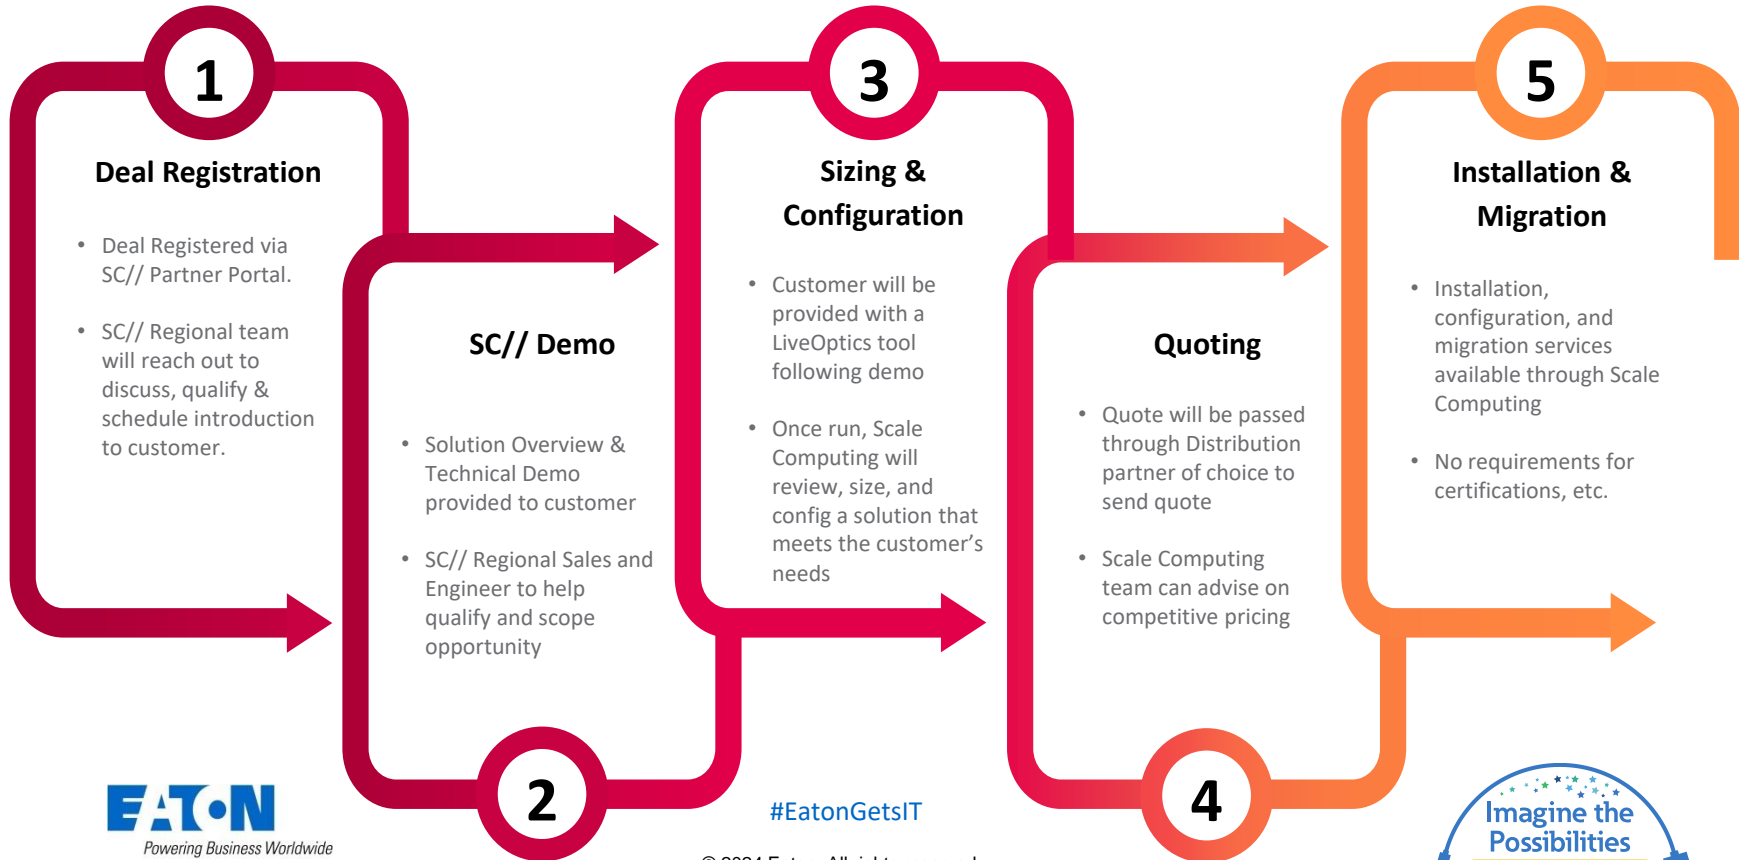 1
Deal Registration
• Deal Registered via
SC// Partner Portal.
• SC// Regional team
will reach out to
discuss, qualify &
schedule introduction
to customer.
SC// Demo
• Solution Overview &
Technical Demo
provided to customer
• SC// Regional Sales and
Engineer to help
qualify and scope
opportunity
2
3
Sizing &
Configuration
• Customer will be
provided with a
LiveOptics tool
following demo
• Once run, Scale
Computing will
review, size, and
config a solution that
meets the customer's
needs
Quoting
• Quote will be passed
through Distribution
partner of choice to
send quote
• Scale Computing
team can advise on
competitive pricing
4
5
Installation &
Migration
• Installation,
configuration, and
migration services
available through Scale
Computing
• No requirements for
certifications, etc.
EATON
Powering Business Worldwide
#EatonGetsIT
© 2024 Eaton. All rights reserved
Imagine the
Possibilities